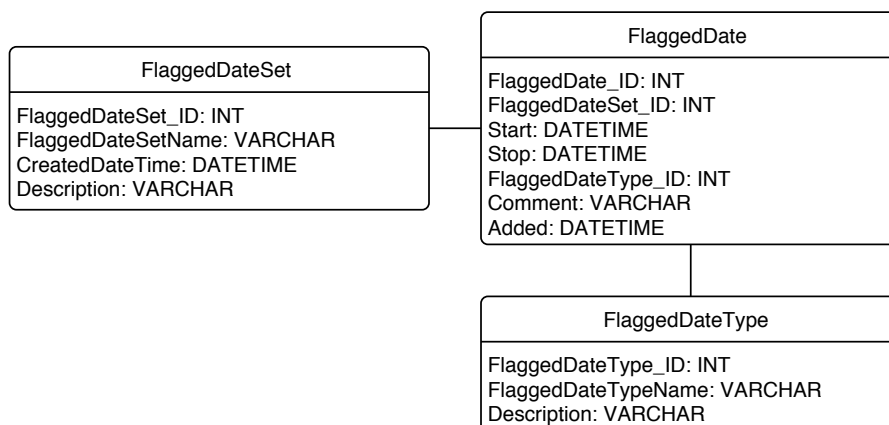 FlaggedDateSet
FlaggedDateSet_ID: INT
FlaggedDateSetName: VARCHAR
CreatedDateTime: DATETIME
Description: VARCHAR
FlaggedDate
FlaggedDate_ID: INT
FlaggedDateSet_ID: INT
Start: DATETIME
Stop: DATETIME
FlaggedDateType_ID: INT
Comment: VARCHAR
Added: DATETIME
FlaggedDateType
FlaggedDateType_ID: INT
FlaggedDateTypeName: VARCHAR
Description: VARCHAR